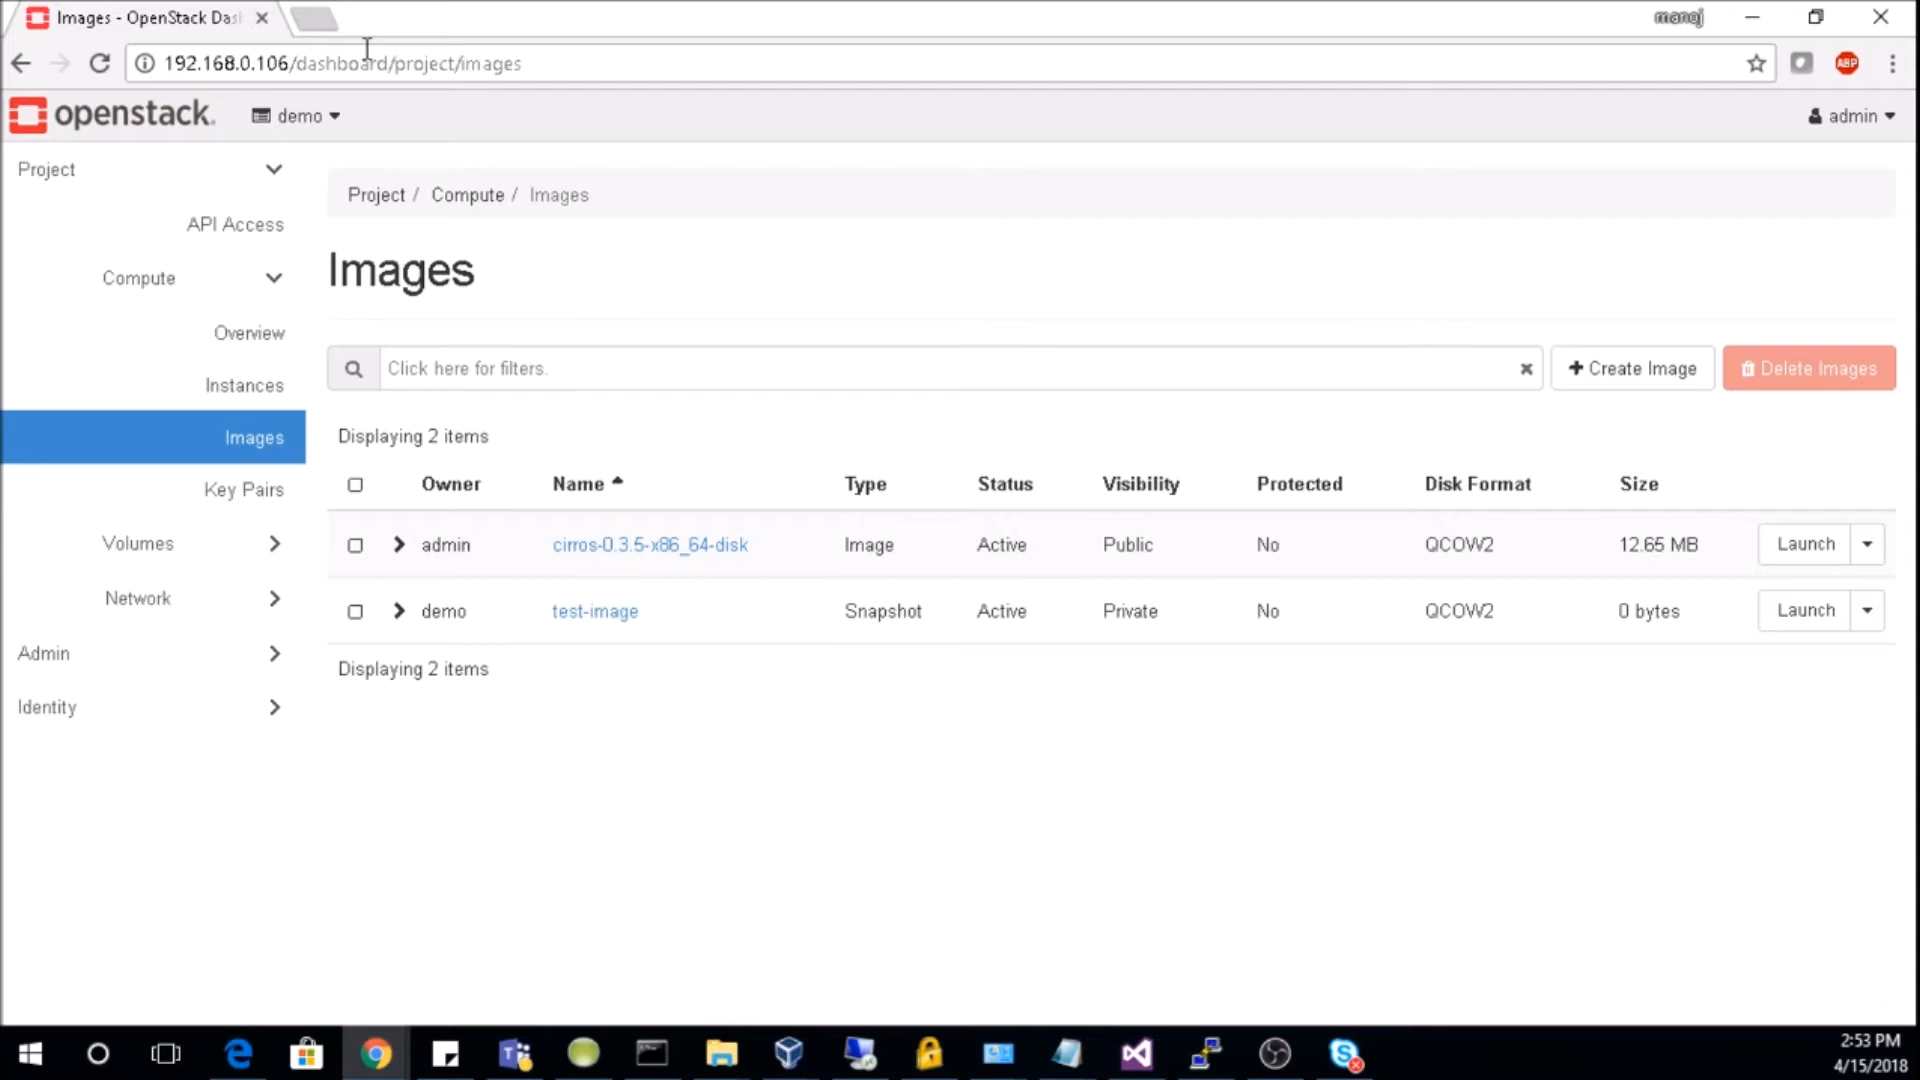 Images - OpenStack Das
manoj
192.168.0.106/dashboard/project/images
ABP
openstack.
demo
admin
Project
API Access
Compute
Overview
Instances
Images
Key Pairs
Volumes
Network
Admin
Identity
Project / Compute / Images
Images
Click here for filters.
Create Image
Delete Images
Displaying 2 items
Owner Name Type Status Visibility Protected Disk Format Size
admin cirros-0.3.5-x86_64-disk Image Active Public No QCOW2 12.65 MB Launch
demo test-image Snapshot Active Private No QCOW2 0 bytes Launch
Displaying 2 items
2:53 PM
4/15/2018